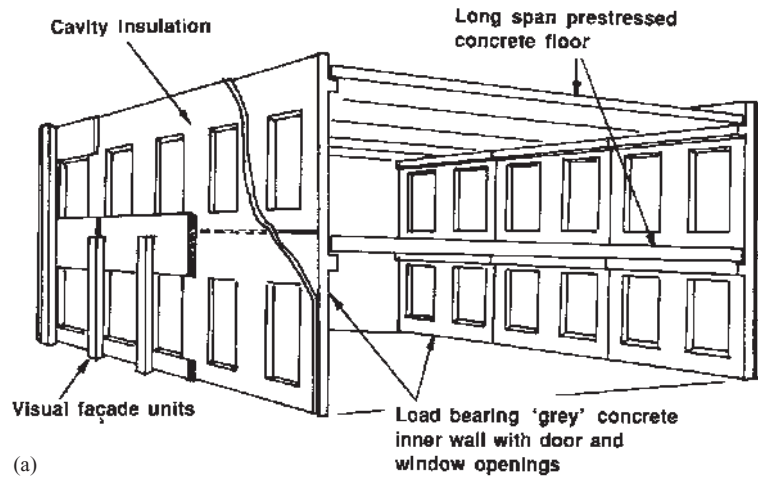 Cavity Insulation
Long span prestressed
concrete floor
Visual façade units
Load bearing 'grey' concrete
inner wall with door and
window openings
(a)